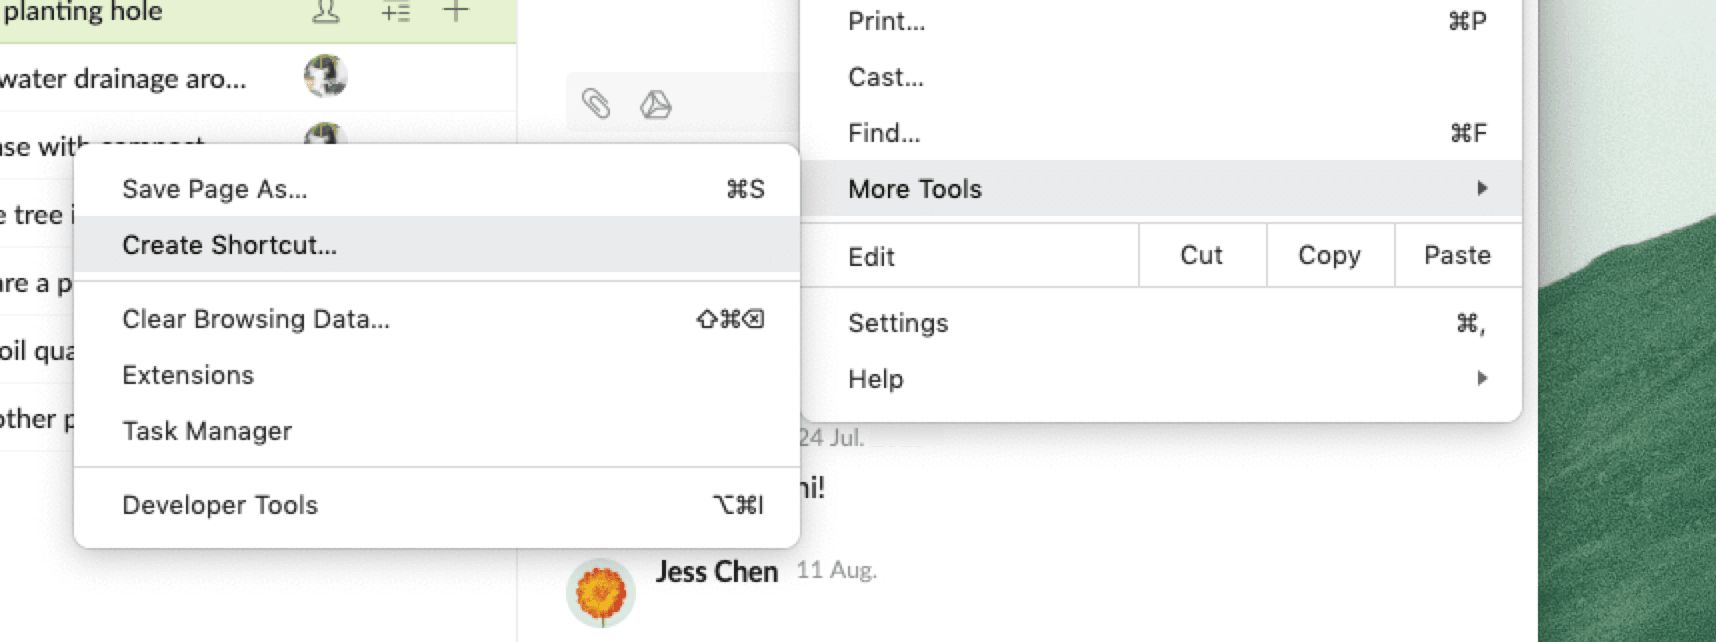 planting hole
water drainage aro...
se with compost
e tree i
re a p
oil qua
other p
Save Page As... ⌘S
Create Shortcut...
Clear Browsing Data... ⇧⌘⌫
Extensions
Task Manager
Developer Tools ⌥⌘I
Print... ⌘P
Cast...
Find... ⌘F
More Tools
Edit Cut Copy Paste
Settings ⌘,
Help
24 Jul.
hi!
Jess Chen 11 Aug.